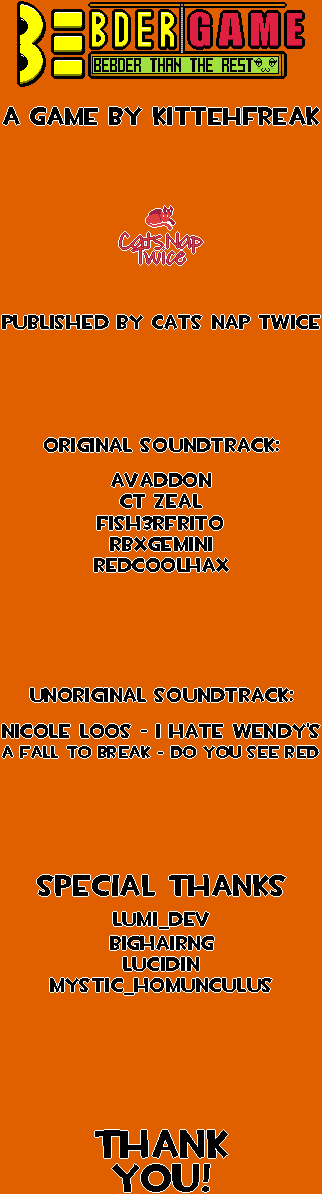 BEBDER GAME
BEBDER THAN THE REST
A GAME BY KITTEHFREAK
Cats Nap
Twice
PUBLISHED BY CATS NAP TWICE
ORIGINAL SOUNDTRACK:
AVADDON
CT ZEAL
FISH3RFRITO
RBXGEMINI
REDCOOLHAX
UNORIGINAL SOUNDTRACK:
NICOLE LOOS - I HATE WENDY'S
A FALL TO BREAK - DO YOU SEE RED
SPECIAL THANKS
LUMI_DEV
BIGHAIRNG
LUCIDIN
MYSTIC_HOMUNCULUS
THANK
YOU!